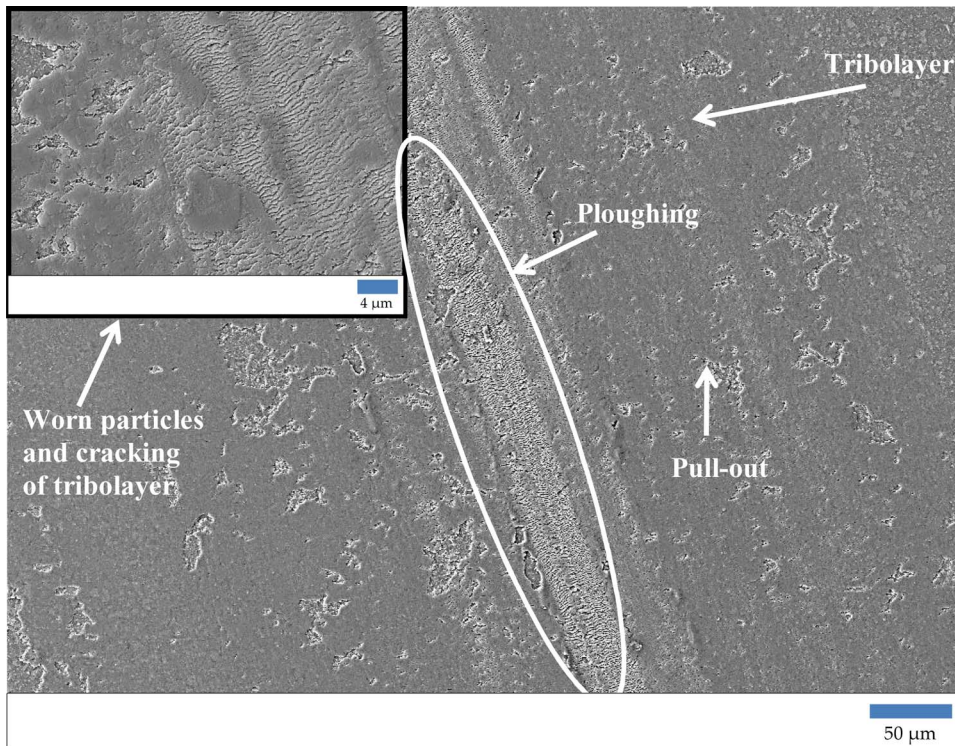 Tribolayer
Ploughing
4 µm
Worn particles
and cracking
of tribolayer
Pull-out
50 µm